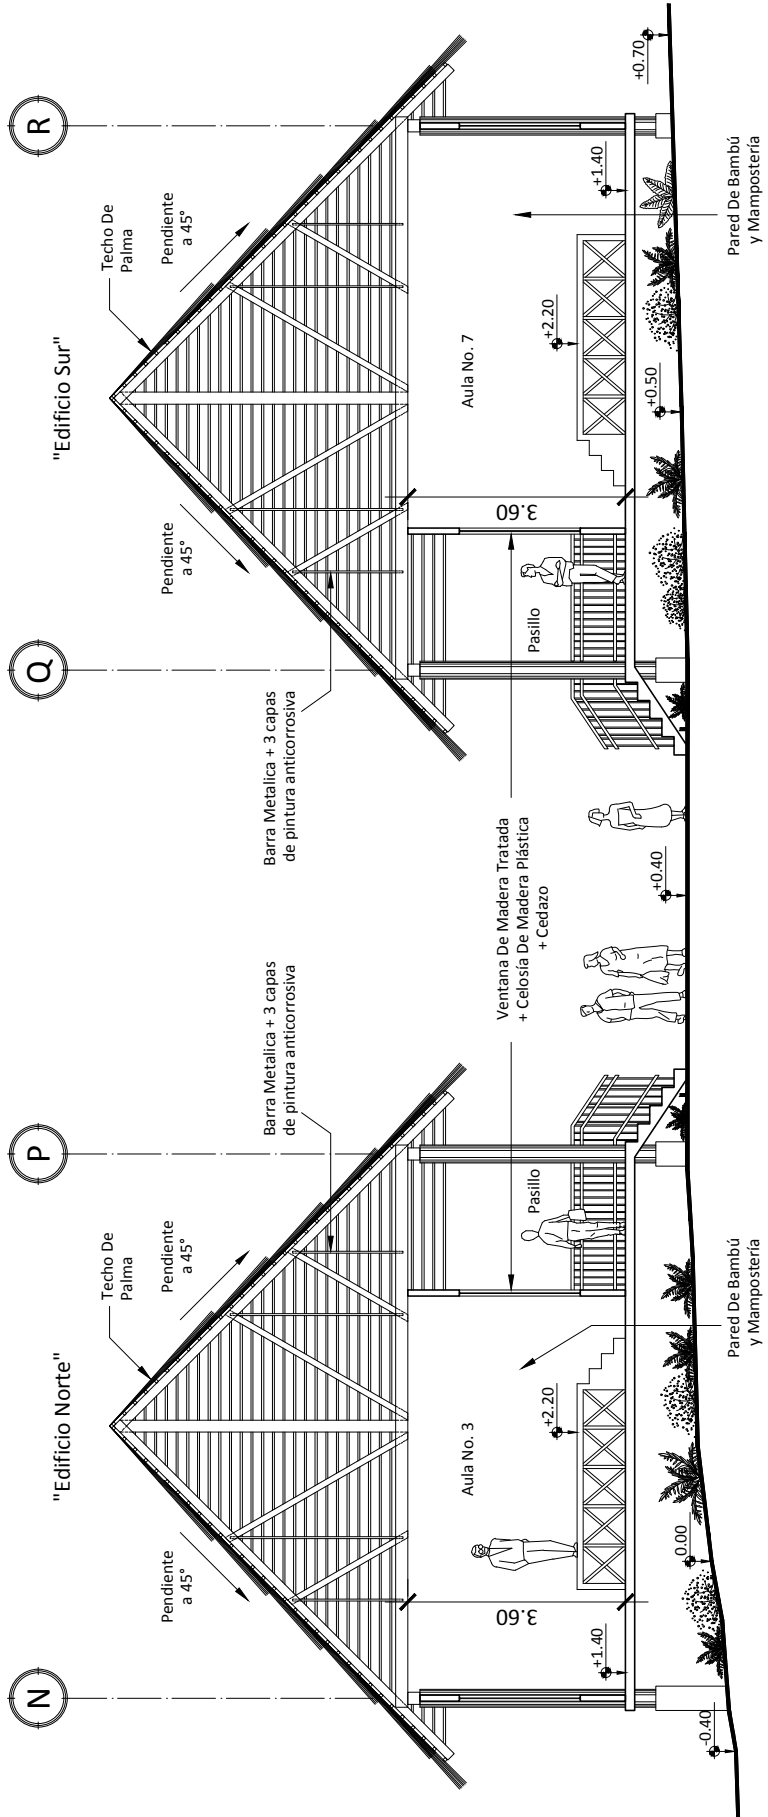 N
P
Q
R
"Edificio Norte"
"Edificio Sur"
Techo De
Palma
Techo De
Palma
Pendiente
a 45°
Pendiente
a 45°
Pendiente
a 45°
Pendiente
a 45°
Barra Metalica + 3 capas
de pintura anticorrosiva
Barra Metalica + 3 capas
de pintura anticorrosiva
Aula No. 3
Ventana De Madera Tratada
+ Celosía De Madera Plástica
+ Cedazo
Aula No. 7
3.60
Pasillo
Pasillo
3.60
+2.20
+2.20
+1.40
+1.40
-0.40
0.00
+0.40
+0.50
+0.70
Pared De Bambú
y Mampostería
Pared De Bambú
y Mampostería